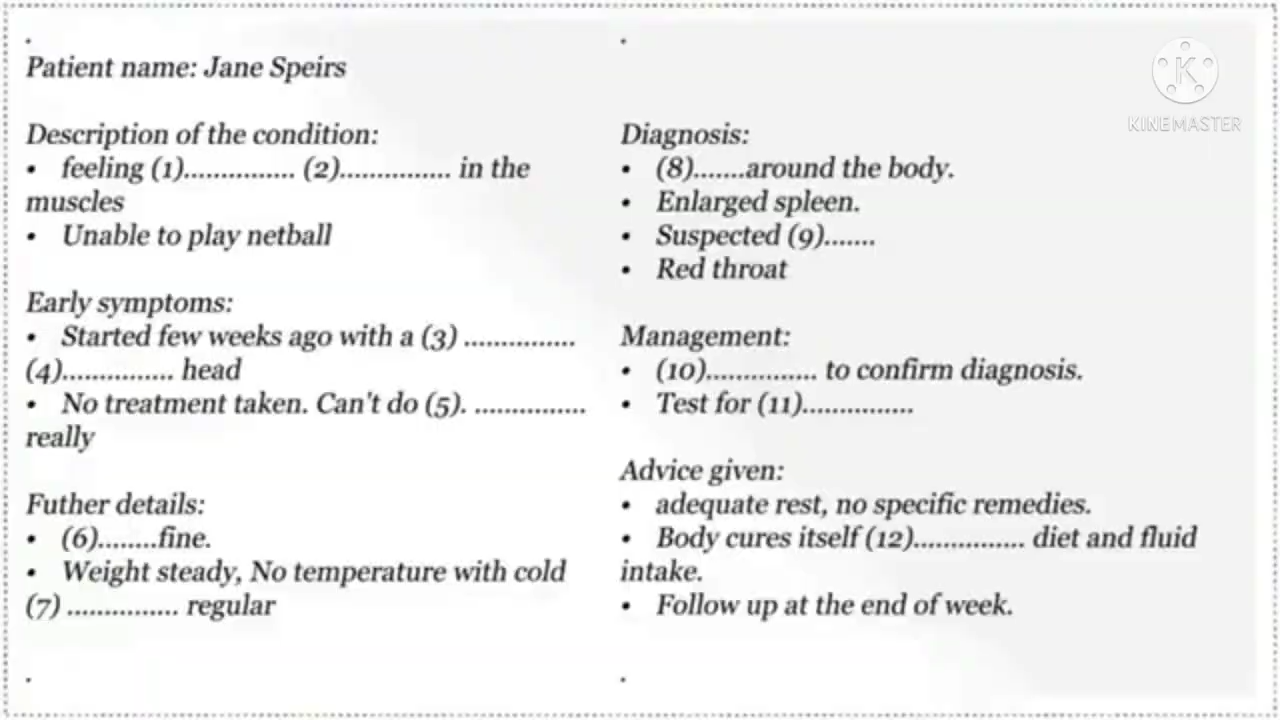 Patient name: Jane Speirs
Description of the condition:
• feeling (1)............... (2)............... in the
muscles
• Unable to play netball
Early symptoms:
• Started few weeks ago with a (3) ...............
(4)............... head
• No treatment taken. Can't do (5). ...............
really
Futher details:
• (6)........fine.
• Weight steady, No temperature with cold
(7) ............... regular
Diagnosis:
• (8).......around the body.
• Enlarged spleen.
• Suspected (9).......
• Red throat
Management:
• (10)............... to confirm diagnosis.
• Test for (11)...............
Advice given:
• adequate rest, no specific remedies.
• Body cures itself (12)............... diet and fluid
intake.
• Follow up at the end of week.
K
KINEMASTER